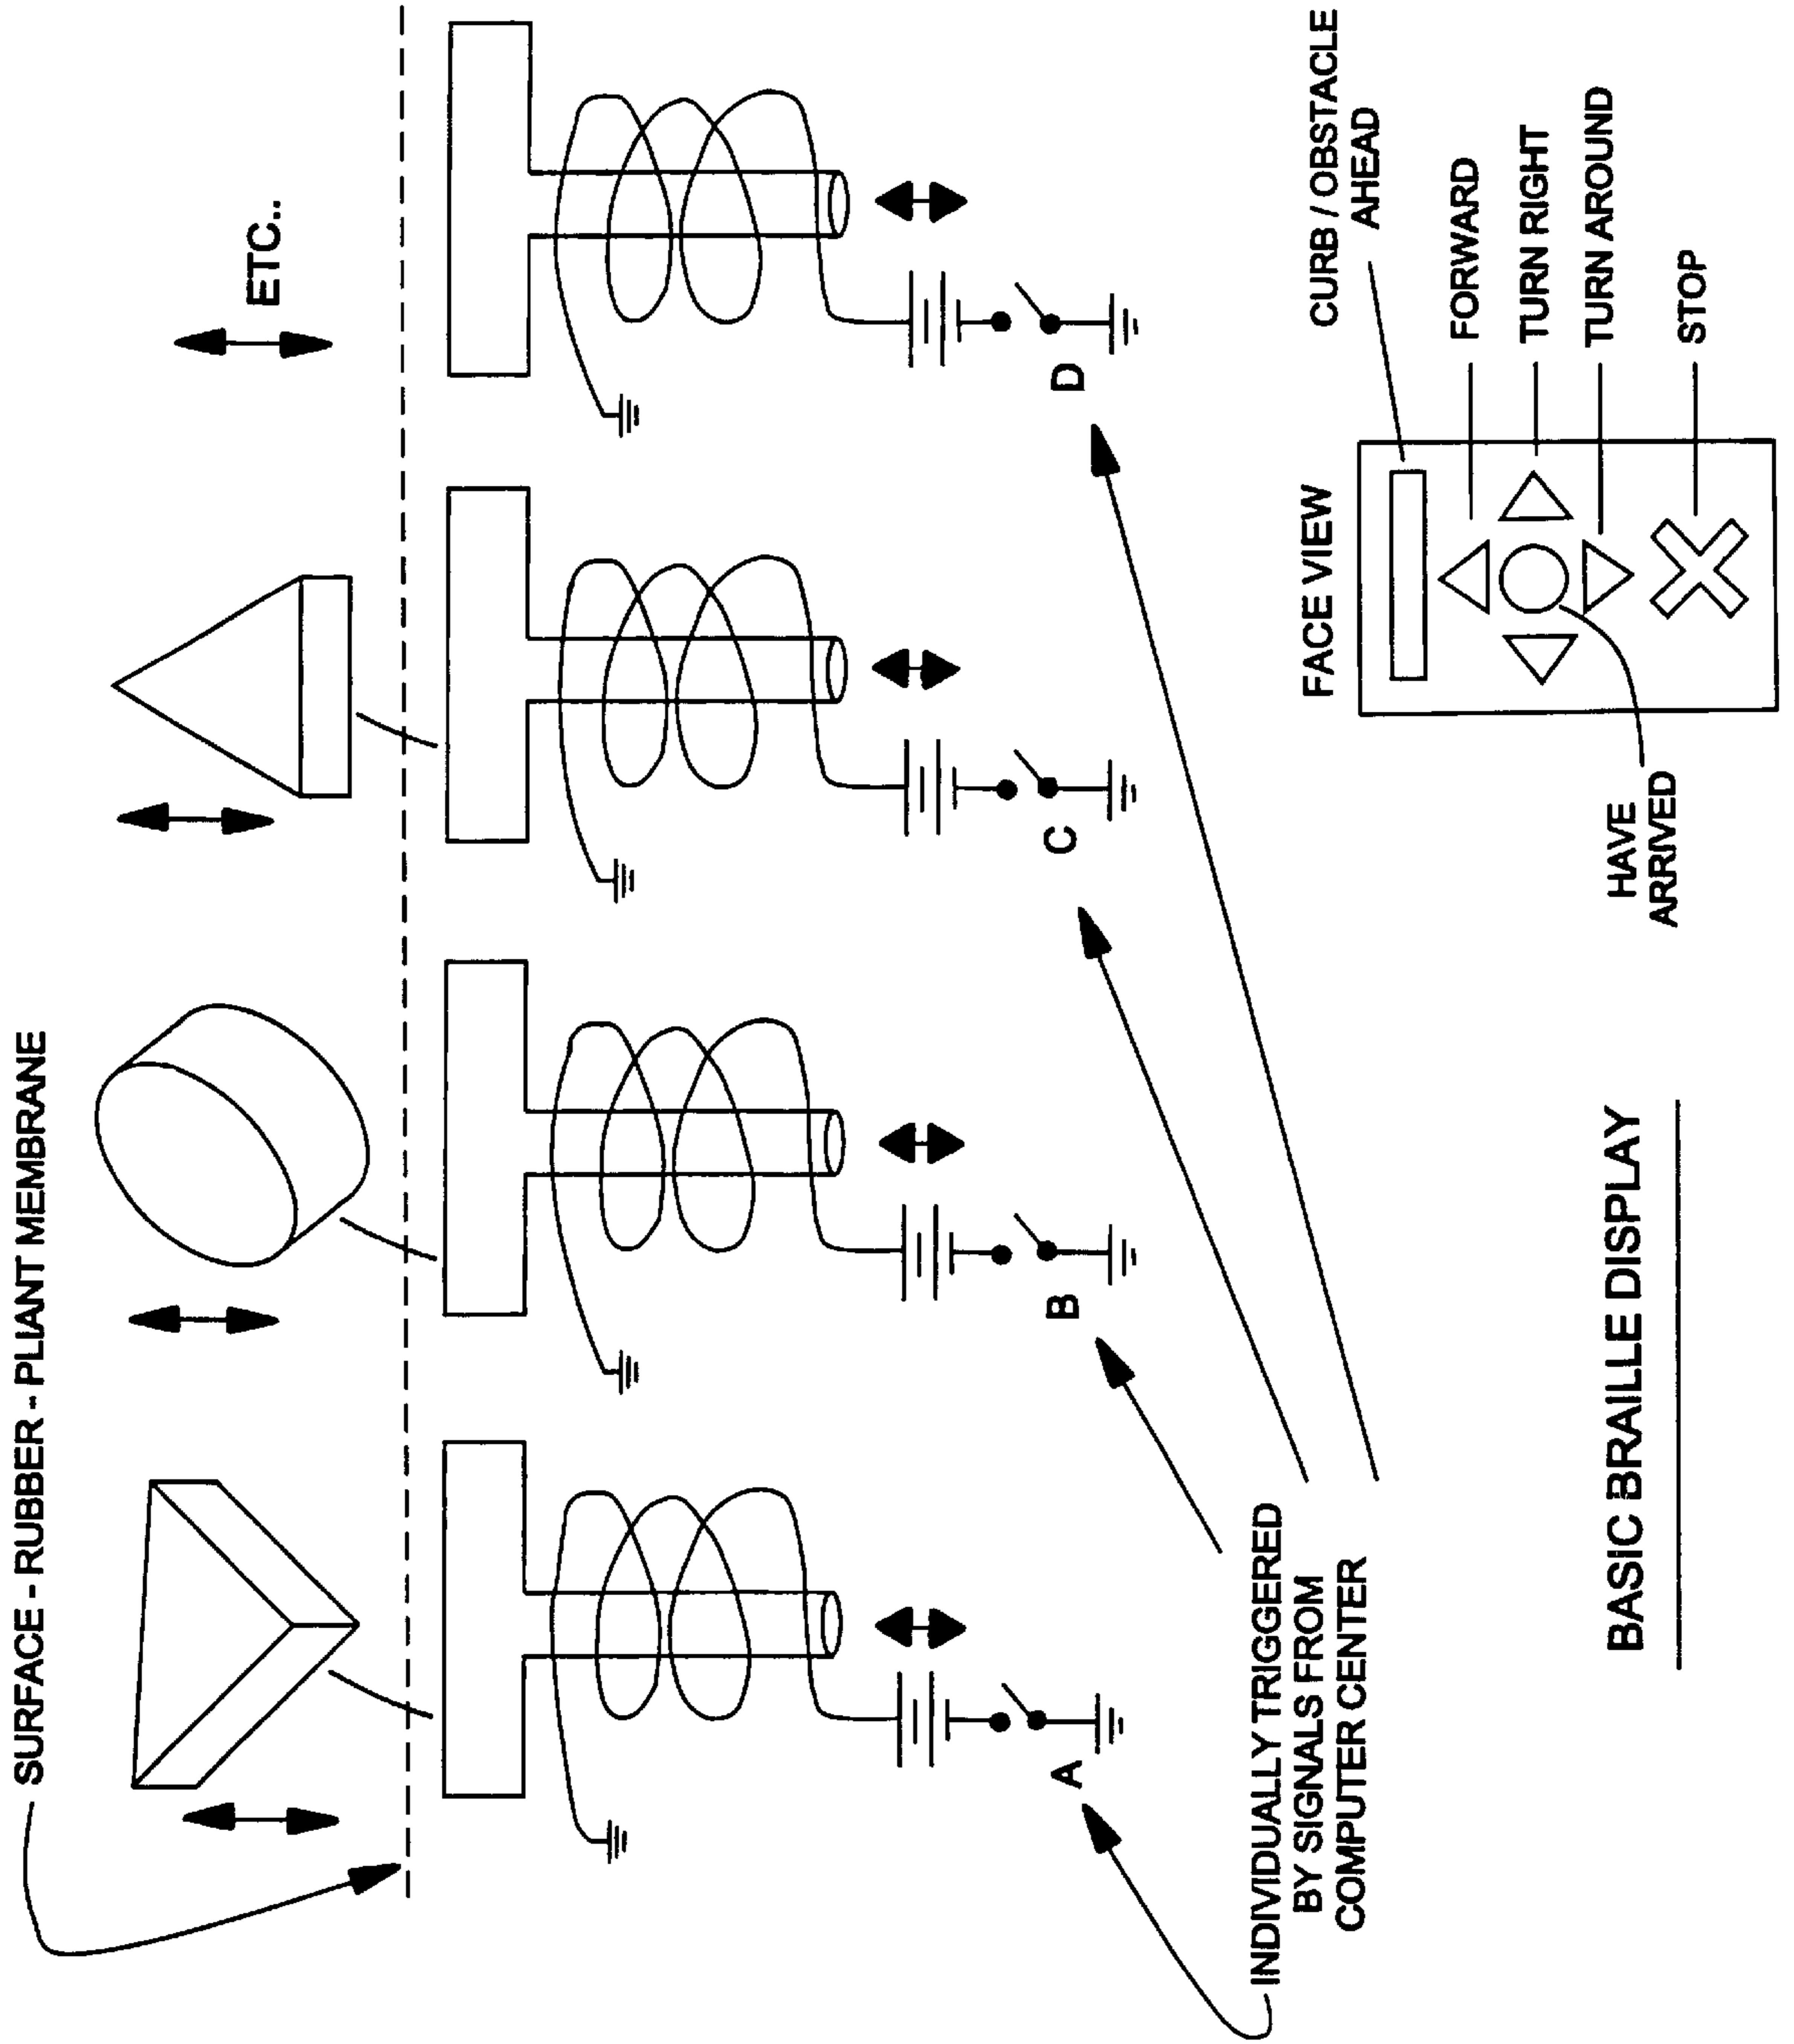 SURFACE - RUBBER - PLIANT MEMBRANE
ETC..
A
B
C
D
INDIVIDUALLY TRIGGERED
BY SIGNALS FROM
COMPUTER CENTER
FACE VIEW
CURB / OBSTACLE
AHEAD
FORWARD
TURN RIGHT
TURN AROUND
STOP
HAVE
ARRIVED
BASIC BRAILLE DISPLAY